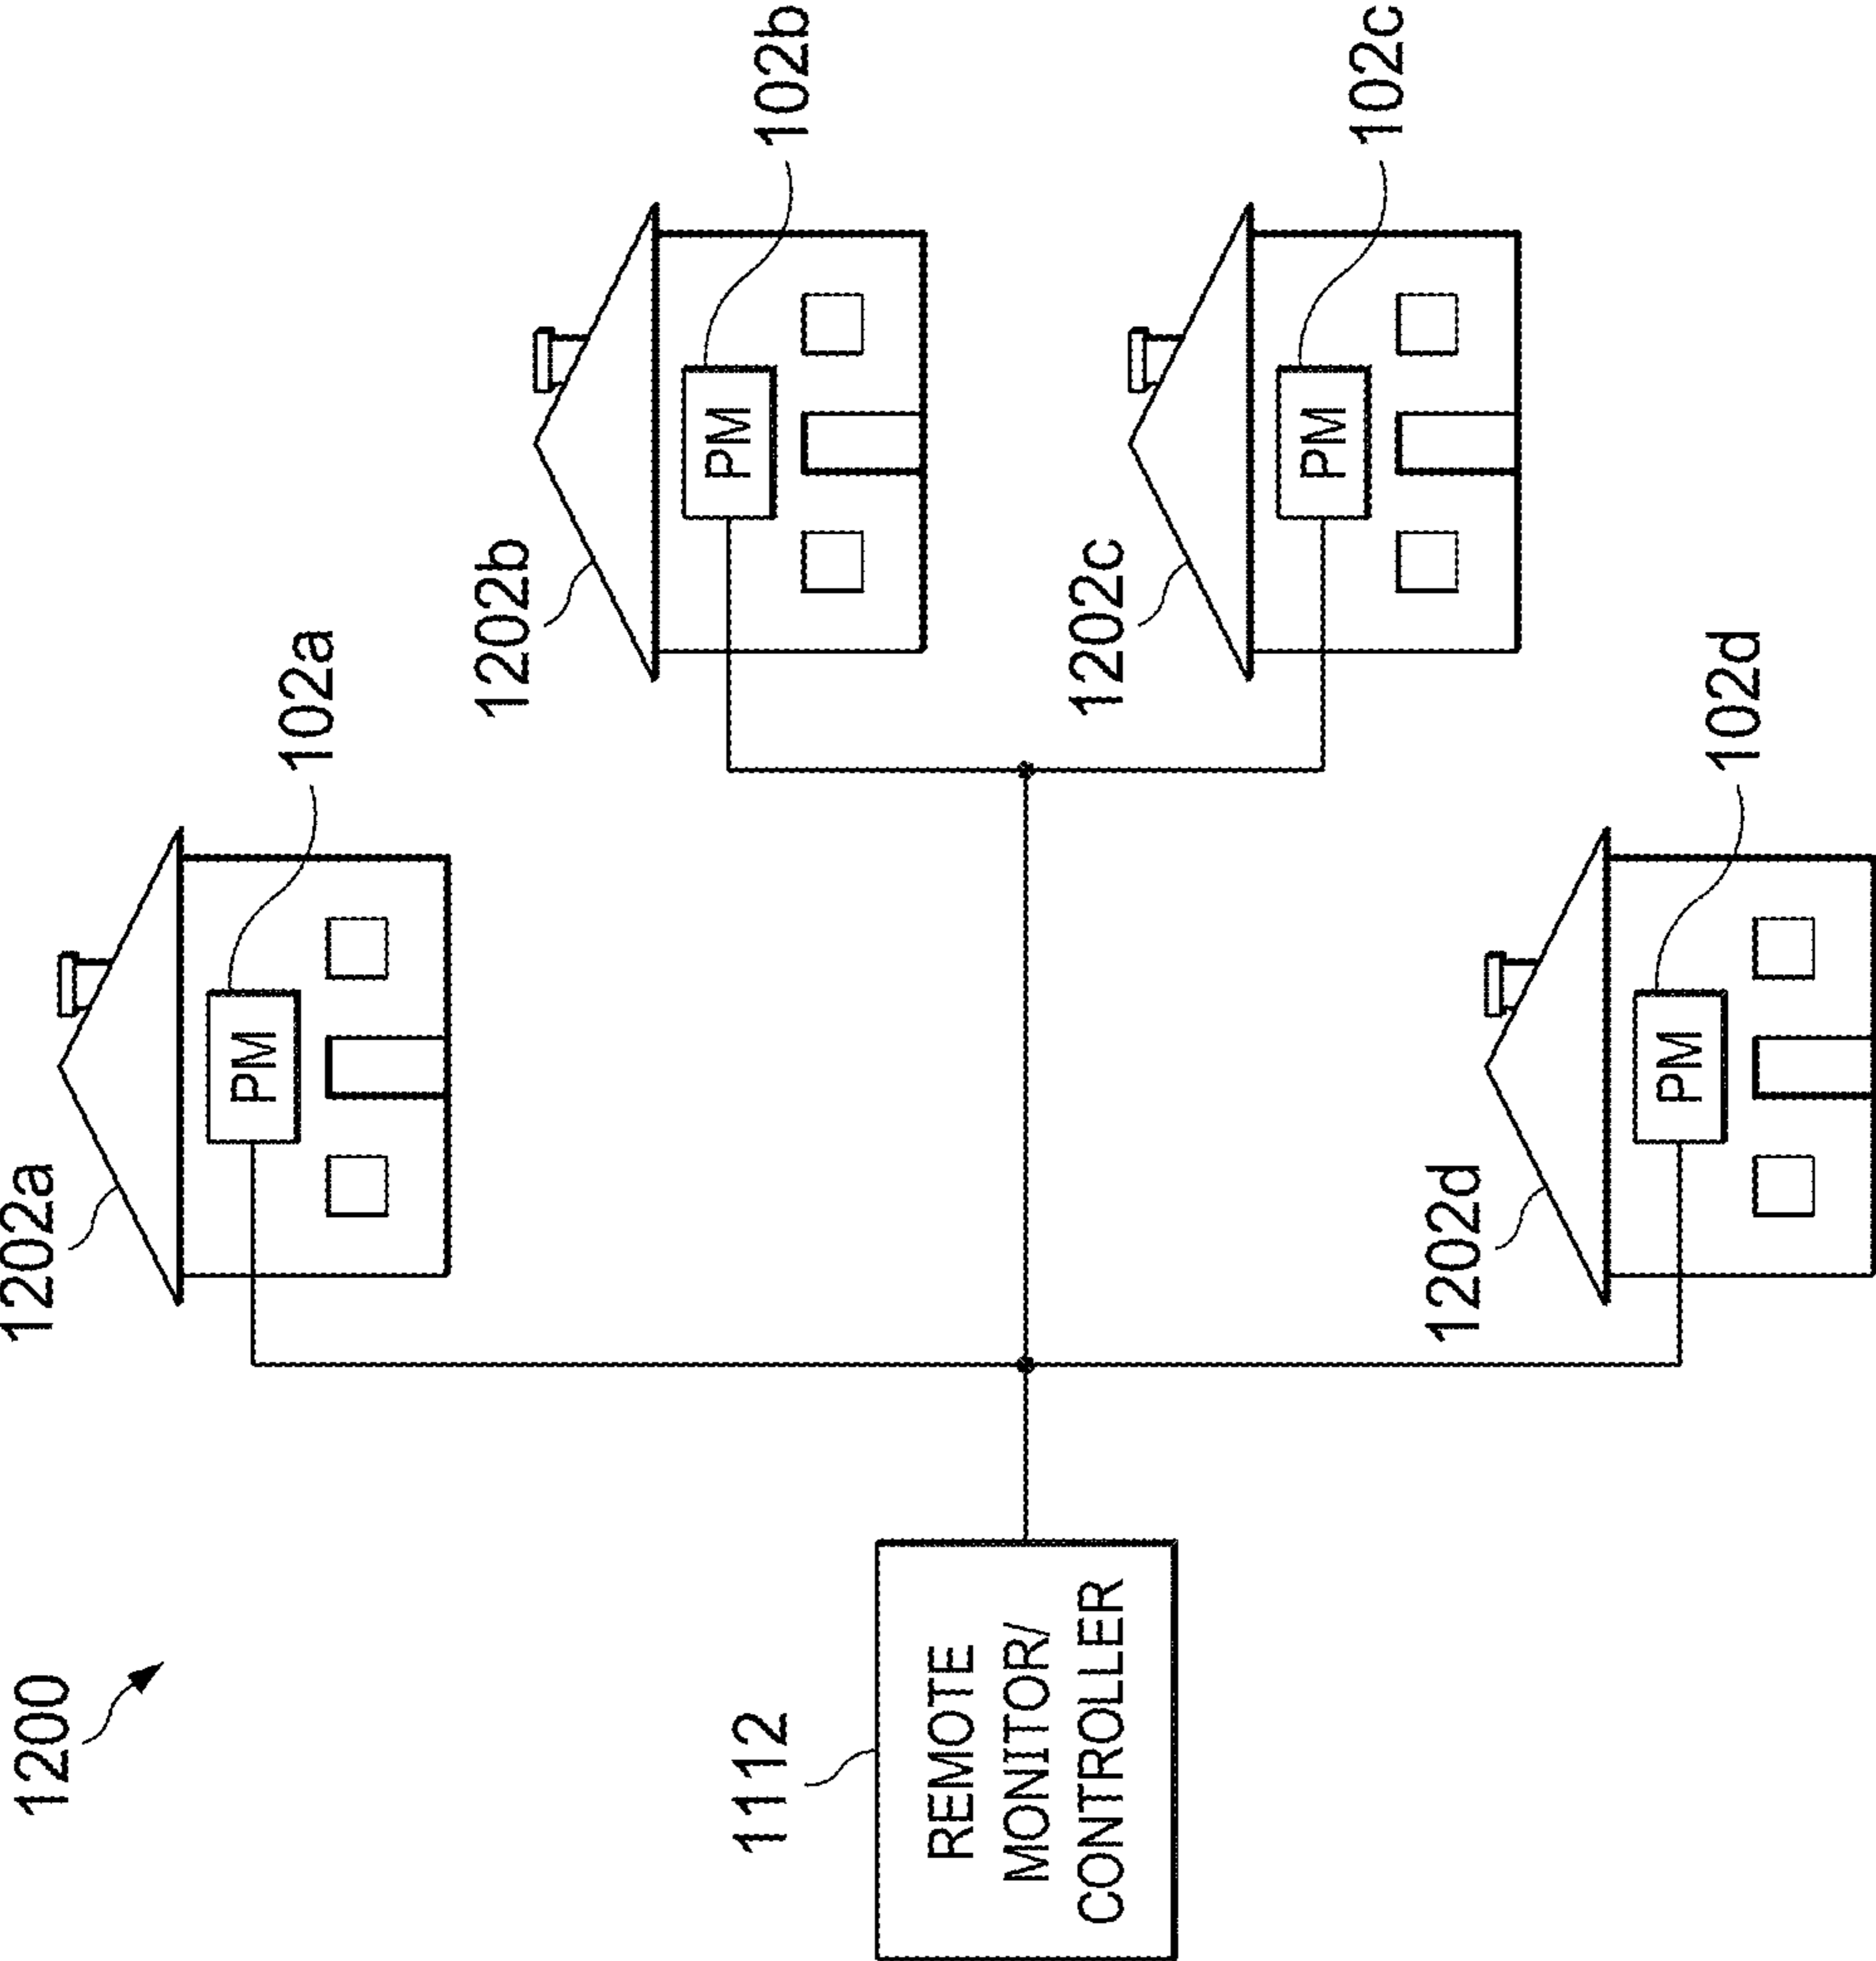 1200
1202a
102a
PM
1202b
102b
PM
1112
REMOTE
MONITOR/
CONTROLLER
1202c
102c
PM
1202d
102d
PM